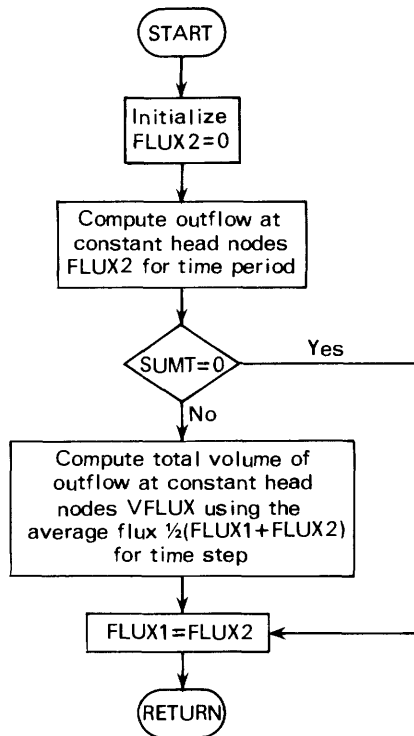 START
Initialize
FLUX2=0
Compute outflow at
constant head nodes
FLUX2 for time period
SUMT=0
Yes
No
Compute total volume of
outflow at constant head
nodes VFLUX using the
average flux ½(FLUX1+FLUX2)
for time step
FLUX1=FLUX2
RETURN